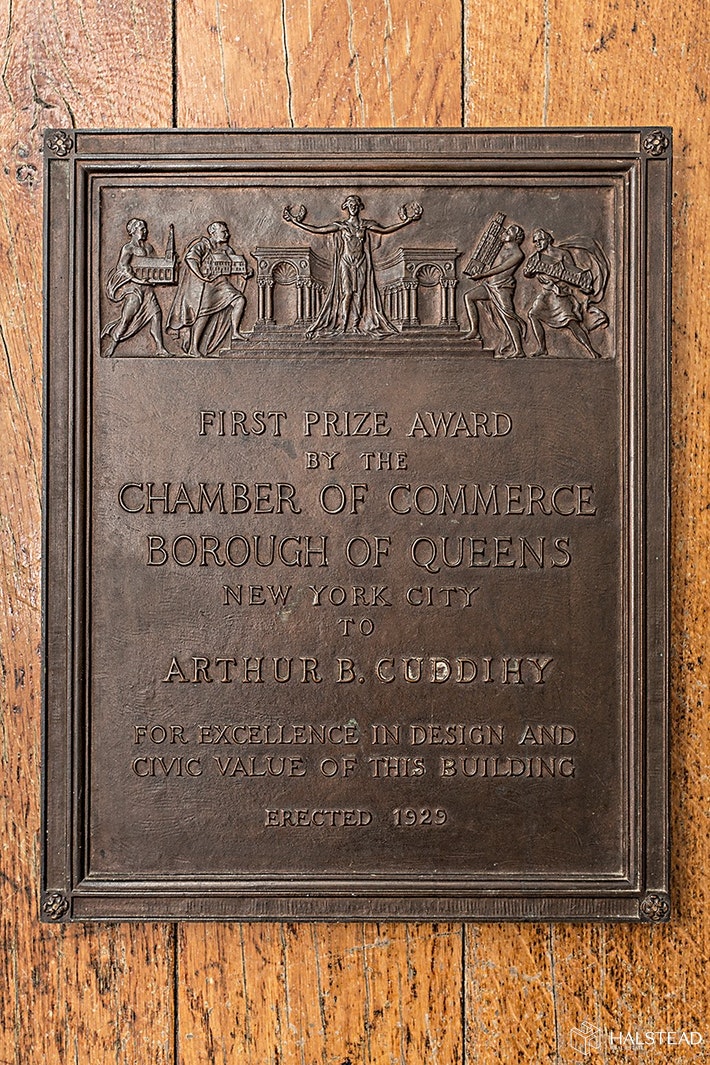 FIRST PRIZE AWARD
BY THE
CHAMBER OF COMMERCE
BOROUGH OF QUEENS
NEW YORK CITY
TO
ARTHUR B. CUDDIHY
FOR EXCELLENCE IN DESIGN AND
CIVIC VALUE OF THIS BUILDING
ERECTED 1929
HALSTEAD